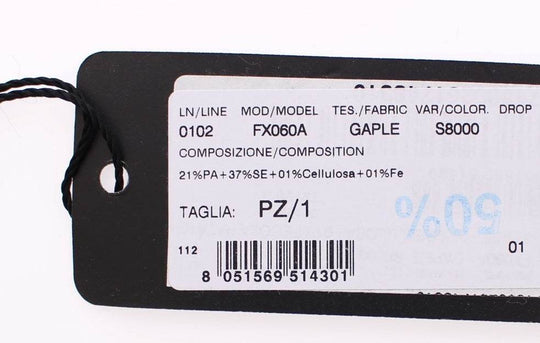 LN/LINE MOD/MODEL TES./FABRIC VAR/COLOR. DROP
0102 FX060A GAPLE S8000
COMPOSIZIONE/COMPOSITION
21%PA+37%SE+01%Cellulosa+01%Fe
TAGLIA: PZ/1
50%
112 01
8 051569 514301